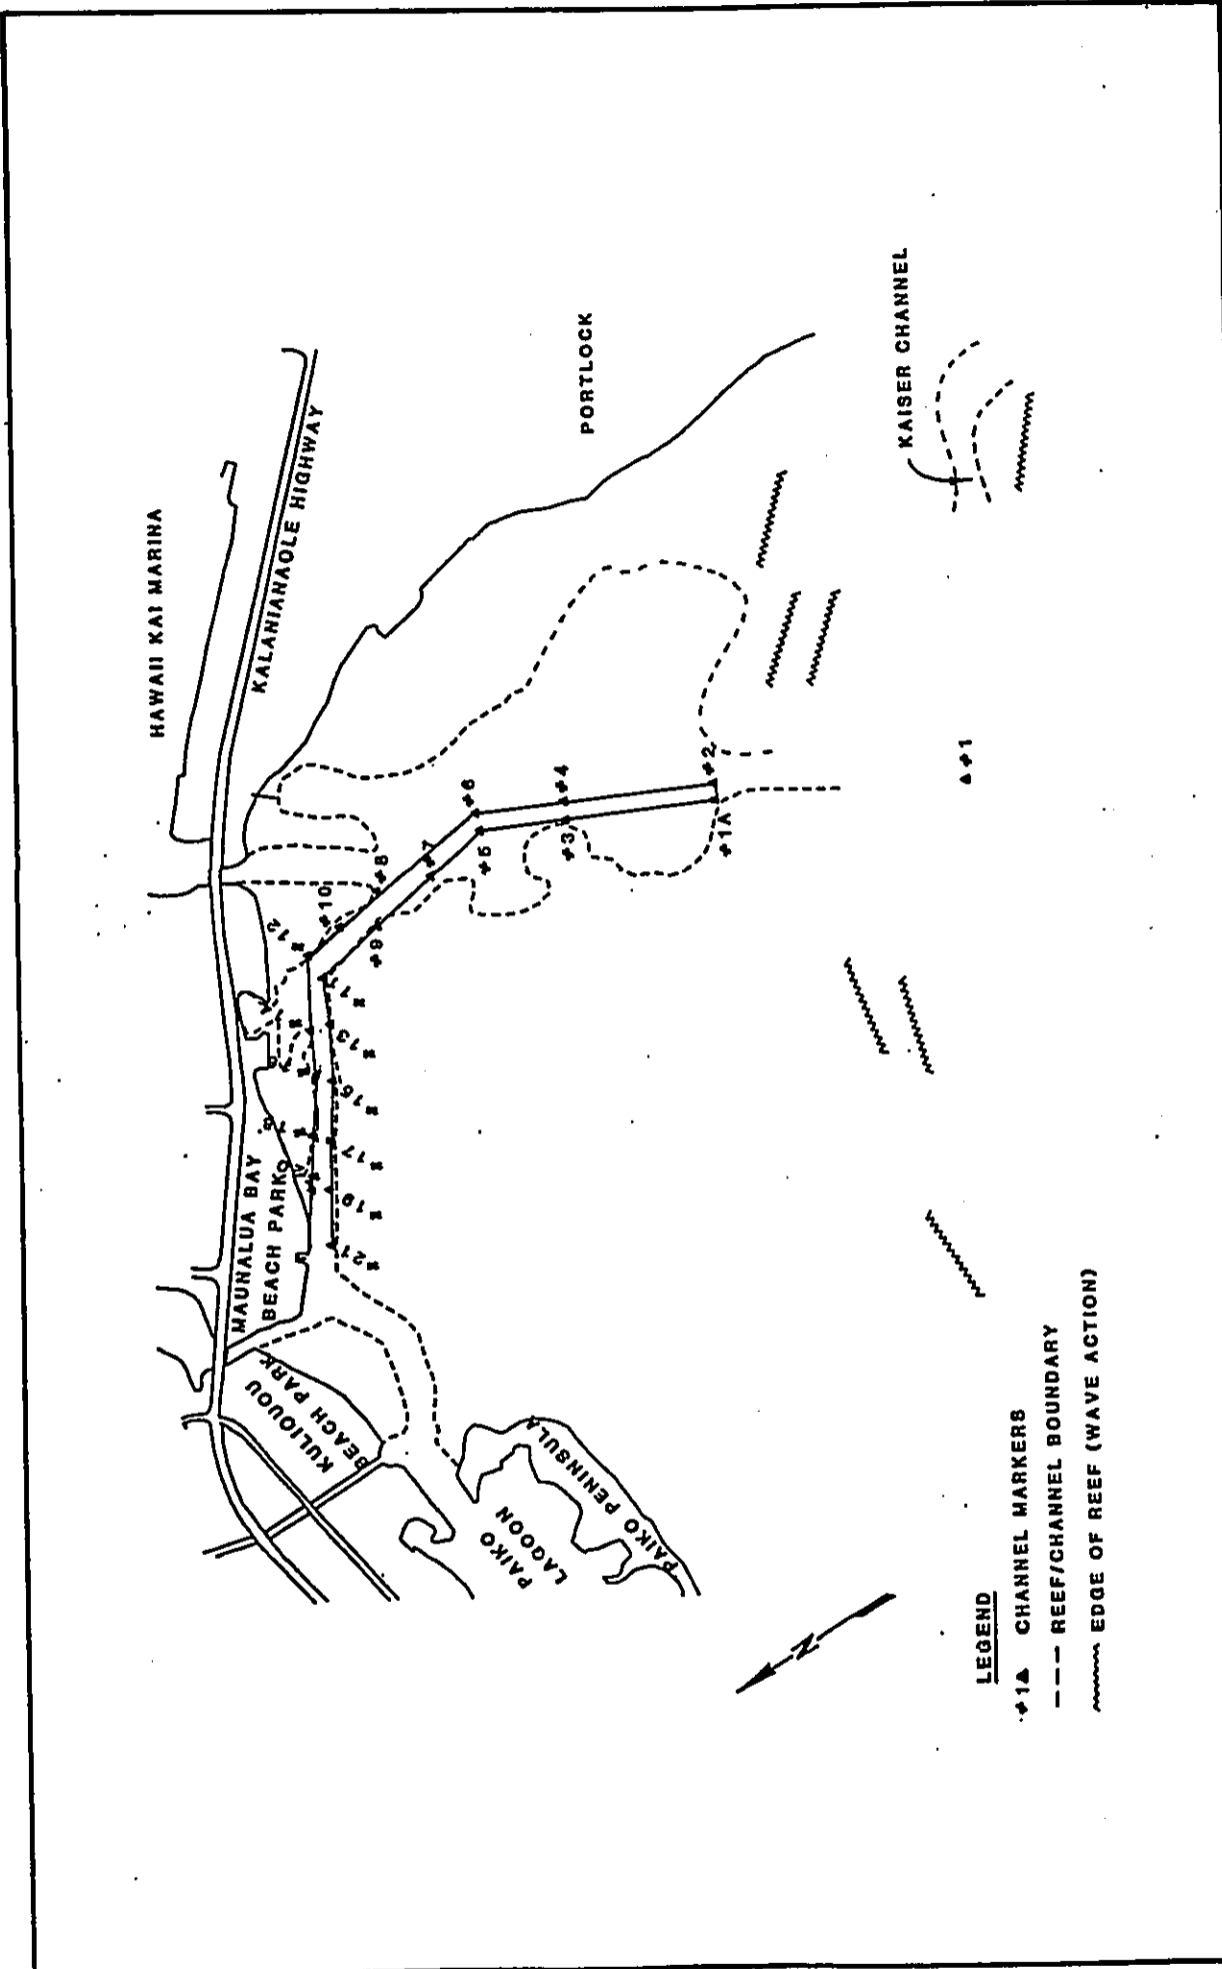 HAWAII KAI MARINA
KALANIANAOLE HIGHWAY
PORTLOCK
KAISER CHANNEL
MAUNALUA BAY
BEACH PARK
KULIOUOU
BEACH PARK
PAIKO
LAGOON
PAIKO PENINSULA
#1
#2
#1A
#4
#3
#6
#5
#7
#8
#9
#10
#12
#13
#17
#19
#21
N
LEGEND
#1▲ CHANNEL MARKERS
--- REEF/CHANNEL BOUNDARY
EDGE OF REEF (WAVE ACTION)